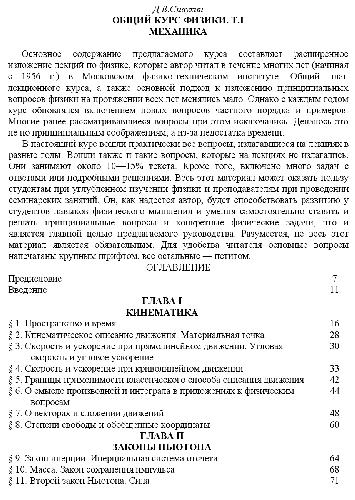 Д.В.Сивухин
ОБЩИЙ КУРС ФИЗИКИ. Т.I
МЕХАНИКА
Основное содержание предлагаемого курса составляет расширенное
изложение лекций по физике, которые автор читал в течение многих лет (начиная
с 1956 г.) в Московском физико-техническом институте. Общий план
лекционного курса, а также основной подход к изложению принципиальных
вопросов физики на протяжении всех лет менялись мало. Однако с каждым годом
курс обновлялся включением новых вопросов частного порядка и примеров.
Многие ранее рассматривавшиеся вопросы при этом исключались. Делалось это
не по принципиальным соображениям, а из-за недостатка времени.
В настоящий курс вошли практически все вопросы, излагавшиеся на лекциях в
разные годы. Вошли также и такие вопросы, которые на лекциях не излагались.
Они занимают около 10—15% текста. Кроме того, включено много задач с
ответами или подробными решениями. Весь этот материал может оказать пользу
студентам при углубленном изучении физики и преподавателям при проведении
семинарских занятий. Он, как надеется автор, будет способствовать развитию у
студентов навыков физического мышления и умения самостоятельно ставить и
решать принципиальные вопросы и конкретные физические задачи, что и
является главной целью предлагаемого руководства. Разумеется, не весь этот
материал является обязательным. Для удобства читателя основные вопросы
напечатаны крупным шрифтом, все остальные — петитом.
ОГЛАВЛЕНИЕ
Предисловие 7
Введение 11
ГЛАВА I
КИНЕМАТИКА
§ 1. Пространство и время 16
§ 2. Кинематическое описание движения. Материальная точка 28
§ 3. Скорость и ускорение при прямолинейном движении. Угловая 30
скорость и угловое ускорение
§ 4. Скорость и ускорение при криволинейном движении 33
§ 5. Границы применимости классического способа описания движения 42
§ 6. О смысле производной и интеграла в приложениях к физическим 44
вопросам
§ 7. О векторах и сложении движений 48
§ 8. Степени свободы и обобщенные координаты 60
ГЛАВА II
ЗАКОНЫ НЬЮТОНА
§ 9. Закон инерции. Инерциальная система отсчета 64
§ 10. Масса. Закон сохранения импульса 68
§ 11. Второй закон Ньютона. Сила 71